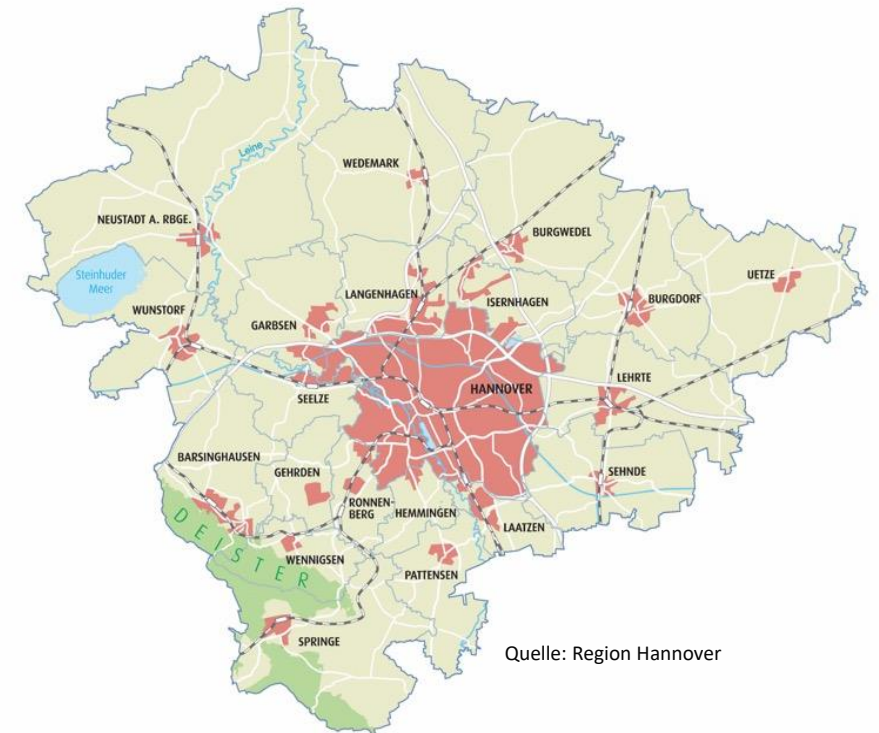 Leine
WEDEMARK
NEUSTADT A. RBGE.
BURGWEDEL
Steinhuder
Meer
UETZE
LANGENHAGEN
ISERNHAGEN
BURGDORF
WUNSTORF
GARBSEN
LEHRTE
HANNOVER
SEELZE
BARSINGHAUSEN
GEHRDEN
SEHNDE
RONNEN-
BERG
HEMMINGEN
LAATZEN
DEISTER
WENNIGSEN
PATTENSEN
SPRINGE
Quelle: Region Hannover